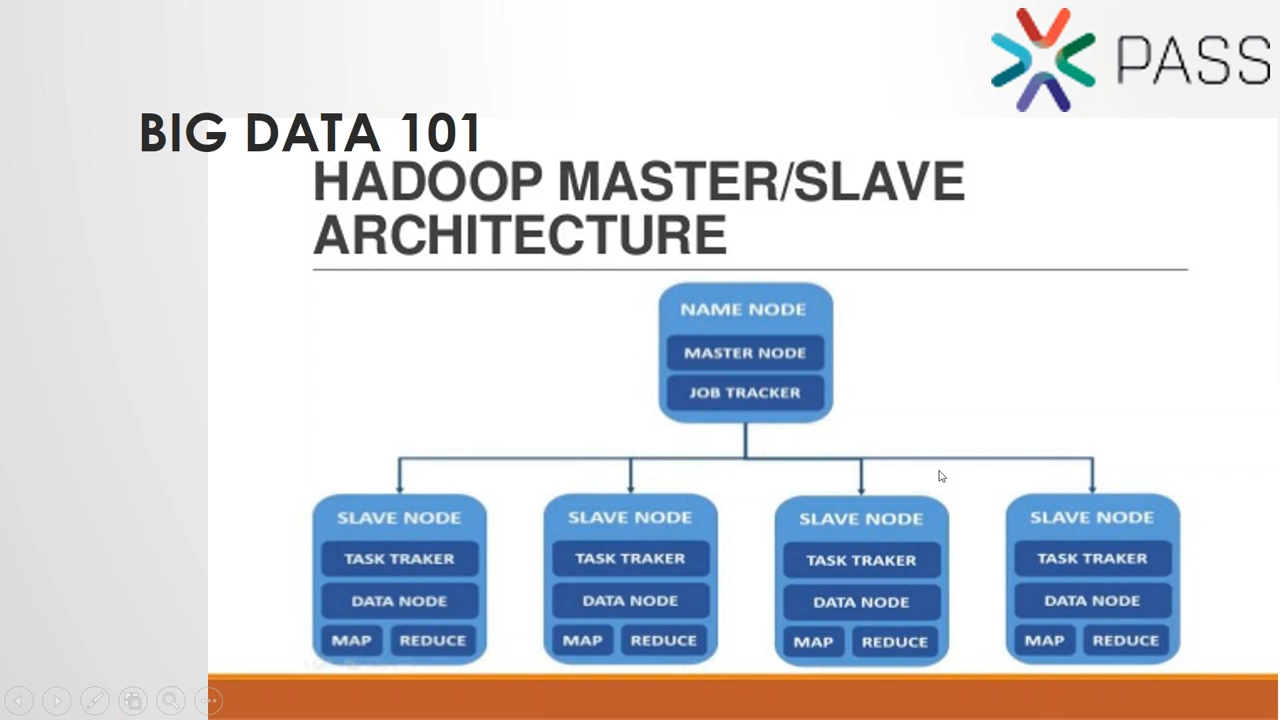 PASS
BIG DATA 101
HADOOP MASTER/SLAVE
ARCHITECTURE
NAME NODE
MASTER NODE
JOB TRACKER
SLAVE NODE
TASK TRAKER
DATA NODE
MAP REDUCE
SLAVE NODE
TASK TRAKER
DATA NODE
MAP REDUCE
SLAVE NODE
TASK TRAKER
DATA NODE
MAP REDUCE
SLAVE NODE
TASK TRAKER
DATA NODE
MAP REDUCE